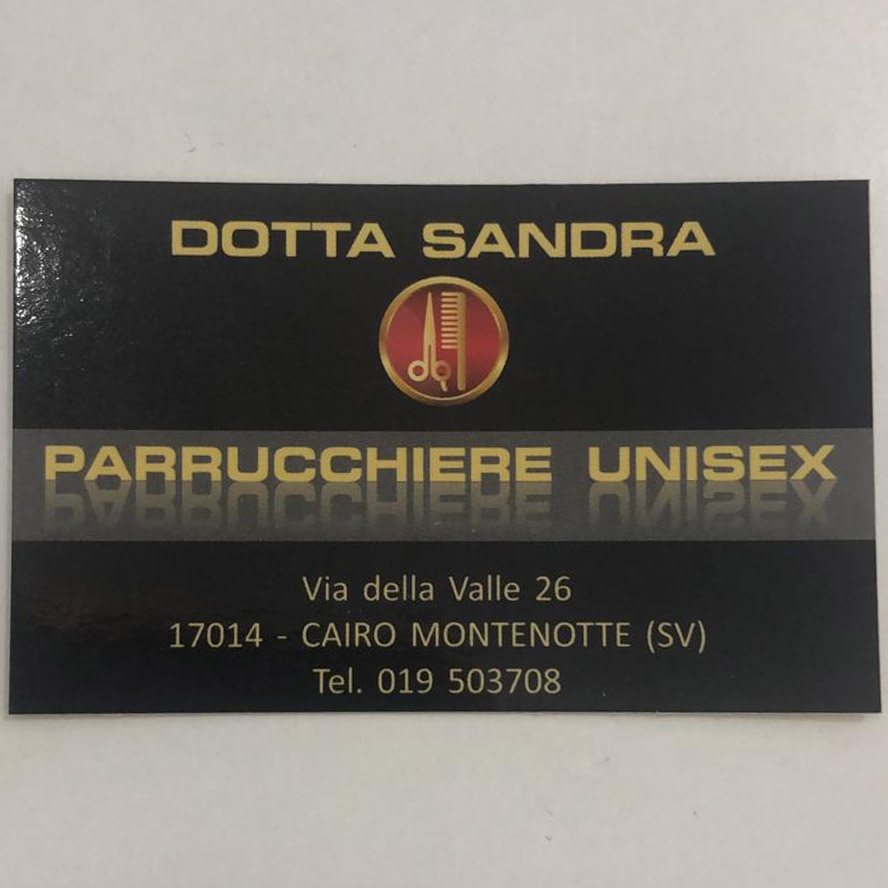 DOTTA SANDRA
PARRUCCHIERE UNISEX
Via della Valle 26
17014 - CAIRO MONTENOTTE (SV)
Tel. 019 503708